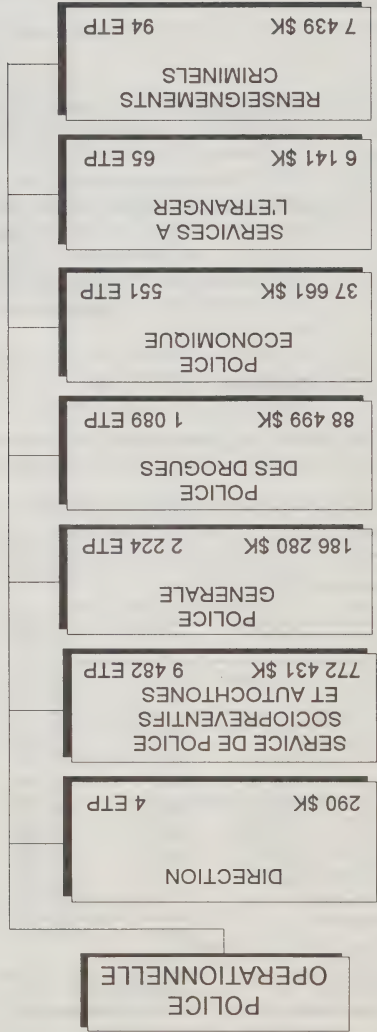 POLICE
OPERATIONNELLE
DIRECTION
290 $K 4 ETP
SERVICE DE POLICE
SOCIOPREVENTIFS
ET AUTOCHTONES
772 431 $K 9 482 ETP
POLICE
GENERALE
186 280 $K 2 224 ETP
POLICE
DES DROGUES
88 499 $K 1 089 ETP
POLICE
ECONOMIQUE
37 661 $K 551 ETP
SERVICES A
L'ETRANGER
6 141 $K 65 ETP
RENSEIGNEMENTS
CRIMINELS
7 439 $K 94 ETP